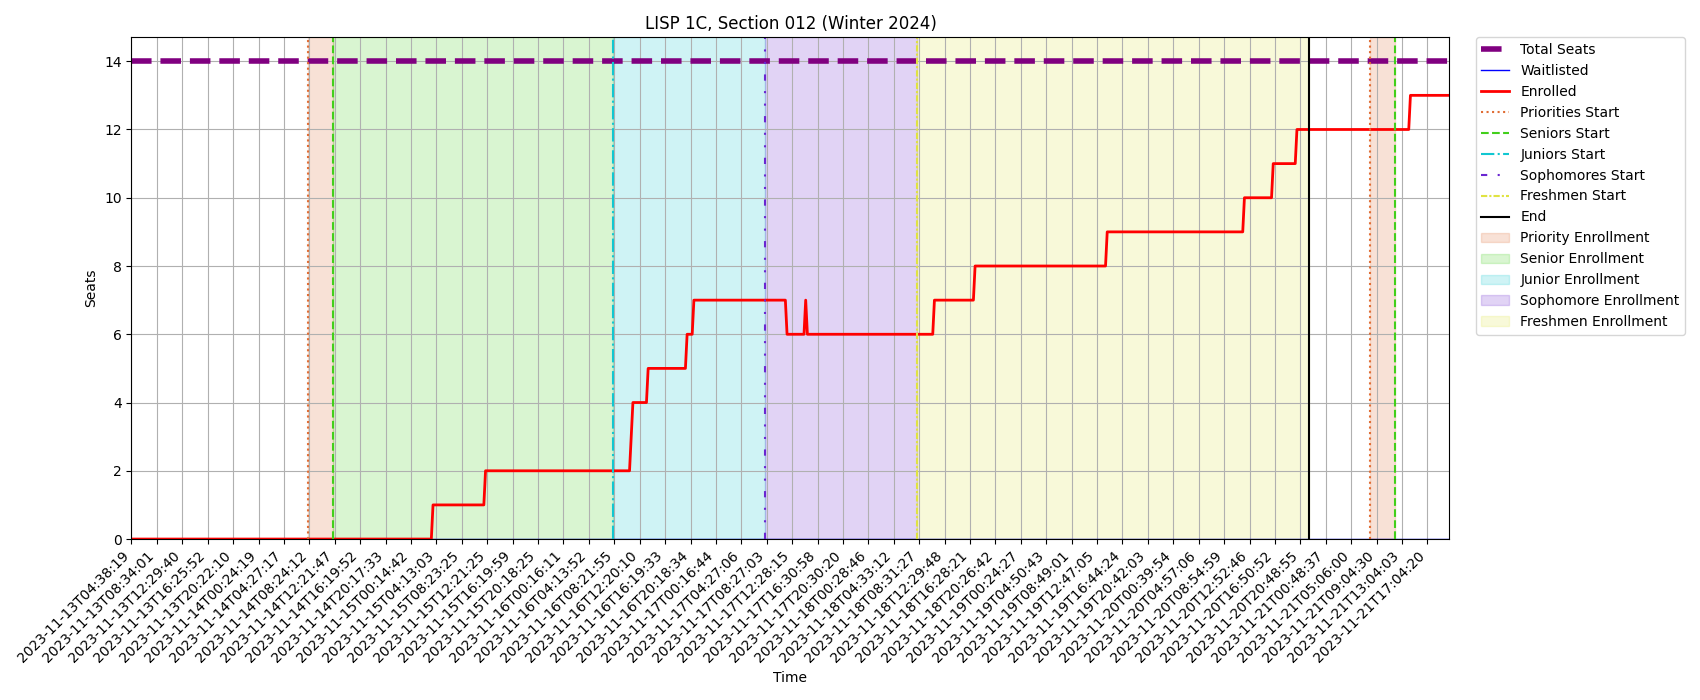 LISP 1C, Section 012 (Winter 2024)
Seats
14
12
10
8
6
4
2
0
2023-11-13T04:38:19
2023-11-13T08:34:01
2023-11-13T12:29:40
2023-11-13T16:25:52
2023-11-13T20:22:10
2023-11-14T00:24:19
2023-11-14T04:27:17
2023-11-14T08:24:12
2023-11-14T12:21:47
2023-11-14T16:19:52
2023-11-14T20:17:33
2023-11-15T00:14:42
2023-11-15T04:13:03
2023-11-15T08:23:25
2023-11-15T12:21:25
2023-11-15T16:19:59
2023-11-15T20:18:25
2023-11-16T00:16:11
2023-11-16T04:13:52
2023-11-16T08:21:55
2023-11-16T12:20:10
2023-11-16T16:19:33
2023-11-16T20:18:34
2023-11-17T00:16:44
2023-11-17T04:27:06
2023-11-17T08:27:03
2023-11-17T12:28:15
2023-11-17T16:30:58
2023-11-17T20:30:20
2023-11-18T00:28:46
2023-11-18T04:33:12
2023-11-18T08:31:27
2023-11-18T12:29:48
2023-11-18T16:28:21
2023-11-18T20:26:42
2023-11-19T00:24:27
2023-11-19T04:50:43
2023-11-19T08:49:01
2023-11-19T12:47:05
2023-11-19T16:44:24
2023-11-19T20:42:03
2023-11-20T00:39:54
2023-11-20T04:57:06
2023-11-20T08:54:59
2023-11-20T12:52:46
2023-11-20T16:50:52
2023-11-20T20:48:55
2023-11-21T00:48:37
2023-11-21T05:06:00
2023-11-21T09:04:30
2023-11-21T13:04:03
2023-11-21T17:04:20
Time
Total Seats
Waitlisted
Enrolled
Priorities Start
Seniors Start
Juniors Start
Sophomores Start
Freshmen Start
End
Priority Enrollment
Senior Enrollment
Junior Enrollment
Sophomore Enrollment
Freshmen Enrollment